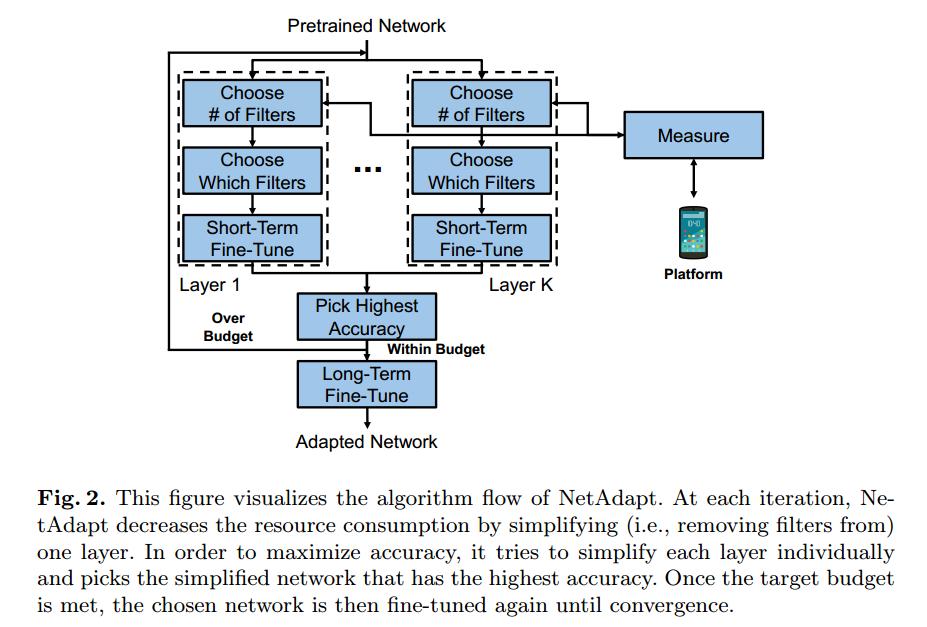 Pretrained Network
Choose
# of Filters
Choose
Which Filters
Short-Term
Fine-Tune
Layer 1
...
Choose
# of Filters
Choose
Which Filters
Short-Term
Fine-Tune
Layer K
Measure
Platform
Pick Highest
Accuracy
Over
Budget
Within Budget
Long-Term
Fine-Tune
Adapted Network
Fig. 2. This figure visualizes the algorithm flow of NetAdapt. At each iteration, Ne-
tAdapt decreases the resource consumption by simplifying (i.e., removing filters from)
one layer. In order to maximize accuracy, it tries to simplify each layer individually
and picks the simplified network that has the highest accuracy. Once the target budget
is met, the chosen network is then fine-tuned again until convergence.